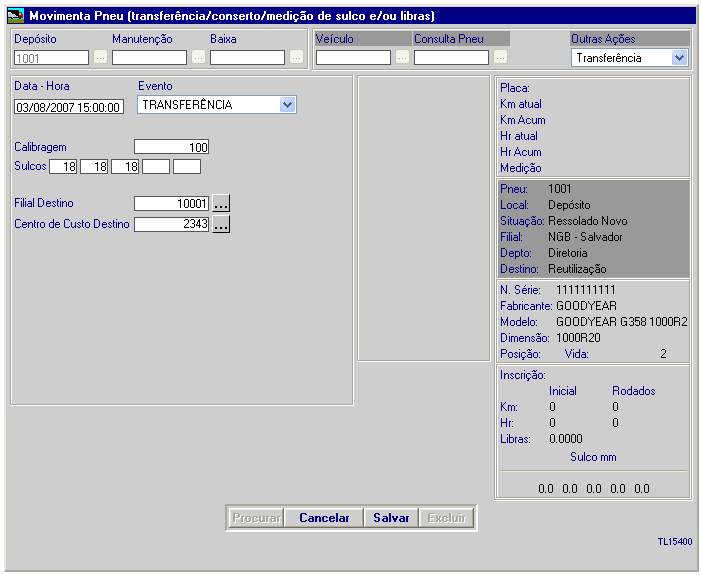 Movimenta Pneu (transferência/conserto/medição de sulco e/ou libras)
Depósito Manutenção Baixa Veículo Consulta Pneu Outras Ações
1001 ... ... ... ... ... Transferência
Data - Hora Evento
03/08/2007 15:00:00 TRANSFERÊNCIA
Calibragem 100
Sulcos 18 18 18
Filial Destino 10001 ...
Centro de Custo Destino 2343 ...
Placa:
Km atual
Km Acum
Hr atual
Hr Acum
Medição
Pneu: 1001
Local: Depósito
Situação: Ressolado Novo
Filial: NGB - Salvador
Depto: Diretoria
Destino: Reutilização
N. Série: 1111111111
Fabricante: GOODYEAR
Modelo: GOODYEAR G358 1000R2
Dimensão: 1000R20
Posição: Vida: 2
Inscrição:
Inicial Rodados
Km: 0 0
Hr: 0 0
Libras: 0.0000
Sulco mm
0.0 0.0 0.0 0.0 0.0
Procurar Cancelar Salvar Excluir
TL15400